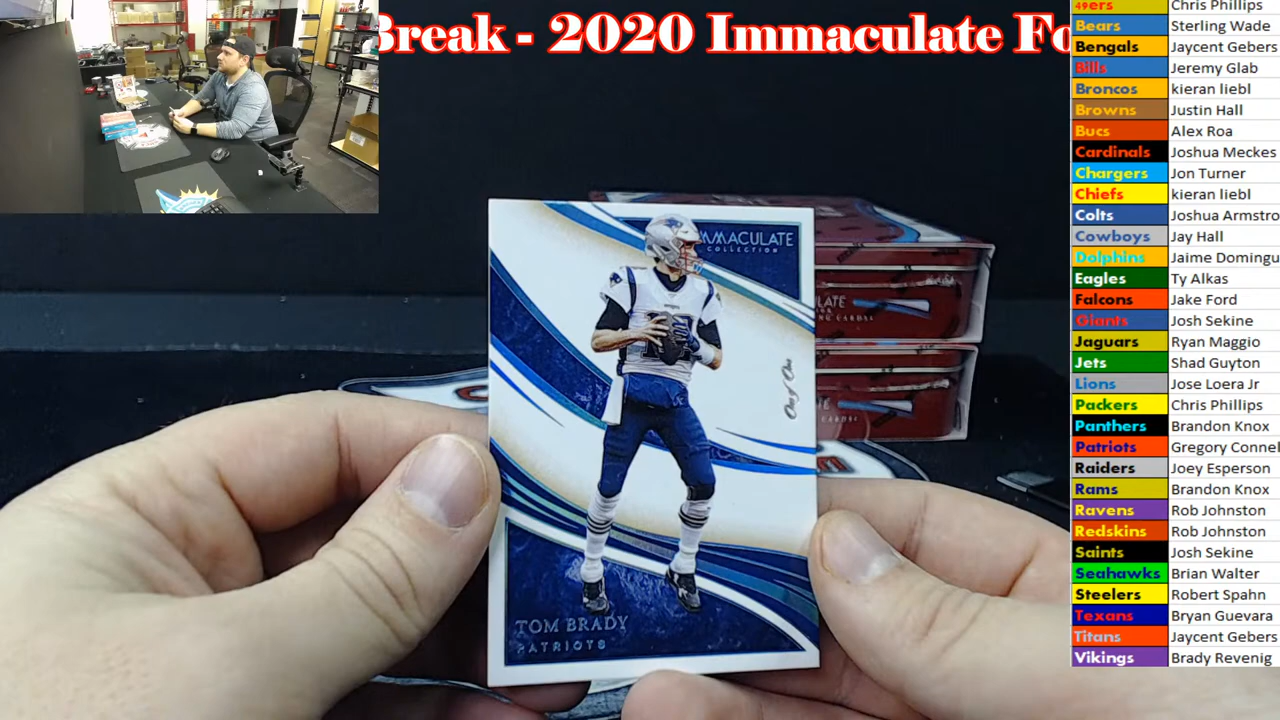 Break - 2020 Immaculate Fo
49ers Chris Phillips
Bears Sterling Wade
Bengals Jaycent Gebers
Bills Jeremy Glab
Broncos kieran liebl
Browns Justin Hall
Bucs Alex Roa
Cardinals Joshua Meckes
Chargers Jon Turner
Chiefs kieran liebl
Colts Joshua Armstro
Cowboys Jay Hall
Dolphins Jaime Domingu
Eagles Ty Alkas
Falcons Jake Ford
Giants Josh Sekine
Jaguars Ryan Maggio
Jets Shad Guyton
Lions Jose Loera Jr
Packers Chris Phillips
Panthers Brandon Knox
Patriots Gregory Connel
Raiders Joey Esperson
Rams Brandon Knox
Ravens Rob Johnston
Redskins Rob Johnston
Saints Josh Sekine
Seahawks Brian Walter
Steelers Robert Spahn
Texans Bryan Guevara
Titans Jaycent Gebers
Vikings Brady Revenig
IMMACULATE
COLLECTION
One of One
TOM BRADY
PATRIOTS